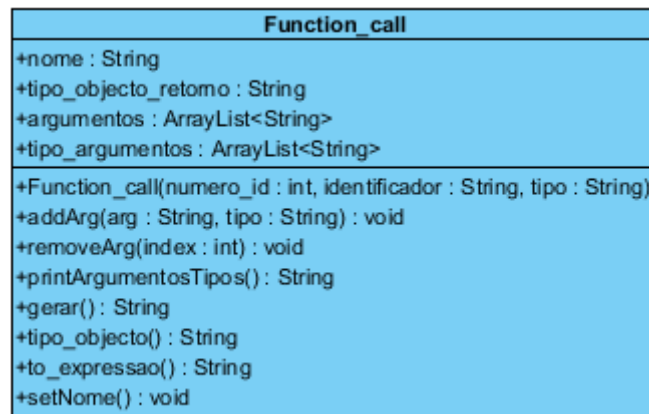 Function_call
+nome : String
+tipo_objecto_retorno : String
+argumentos : ArrayList<String>
+tipo_argumentos : ArrayList<String>
+Function_call(numero_id : int, identificador : String, tipo : String)
+addArg(arg : String, tipo : String) : void
+removeArg(index : int) : void
+printArgumentosTipos() : String
+gerar() : String
+tipo_objecto() : String
+to_expressao() : String
+setNome() : void